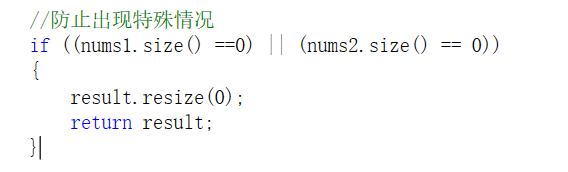 //防止出现特殊情况
if ((nums1.size() ==0) || (nums2.size() == 0))
{
    result.resize(0);
    return result;
}